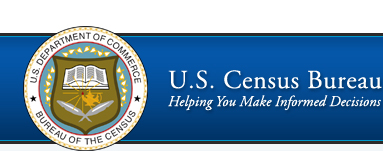 U.S. DEPARTMENT OF COMMERCE
BUREAU OF THE CENSUS
U.S. Census Bureau
Helping You Make Informed Decisions